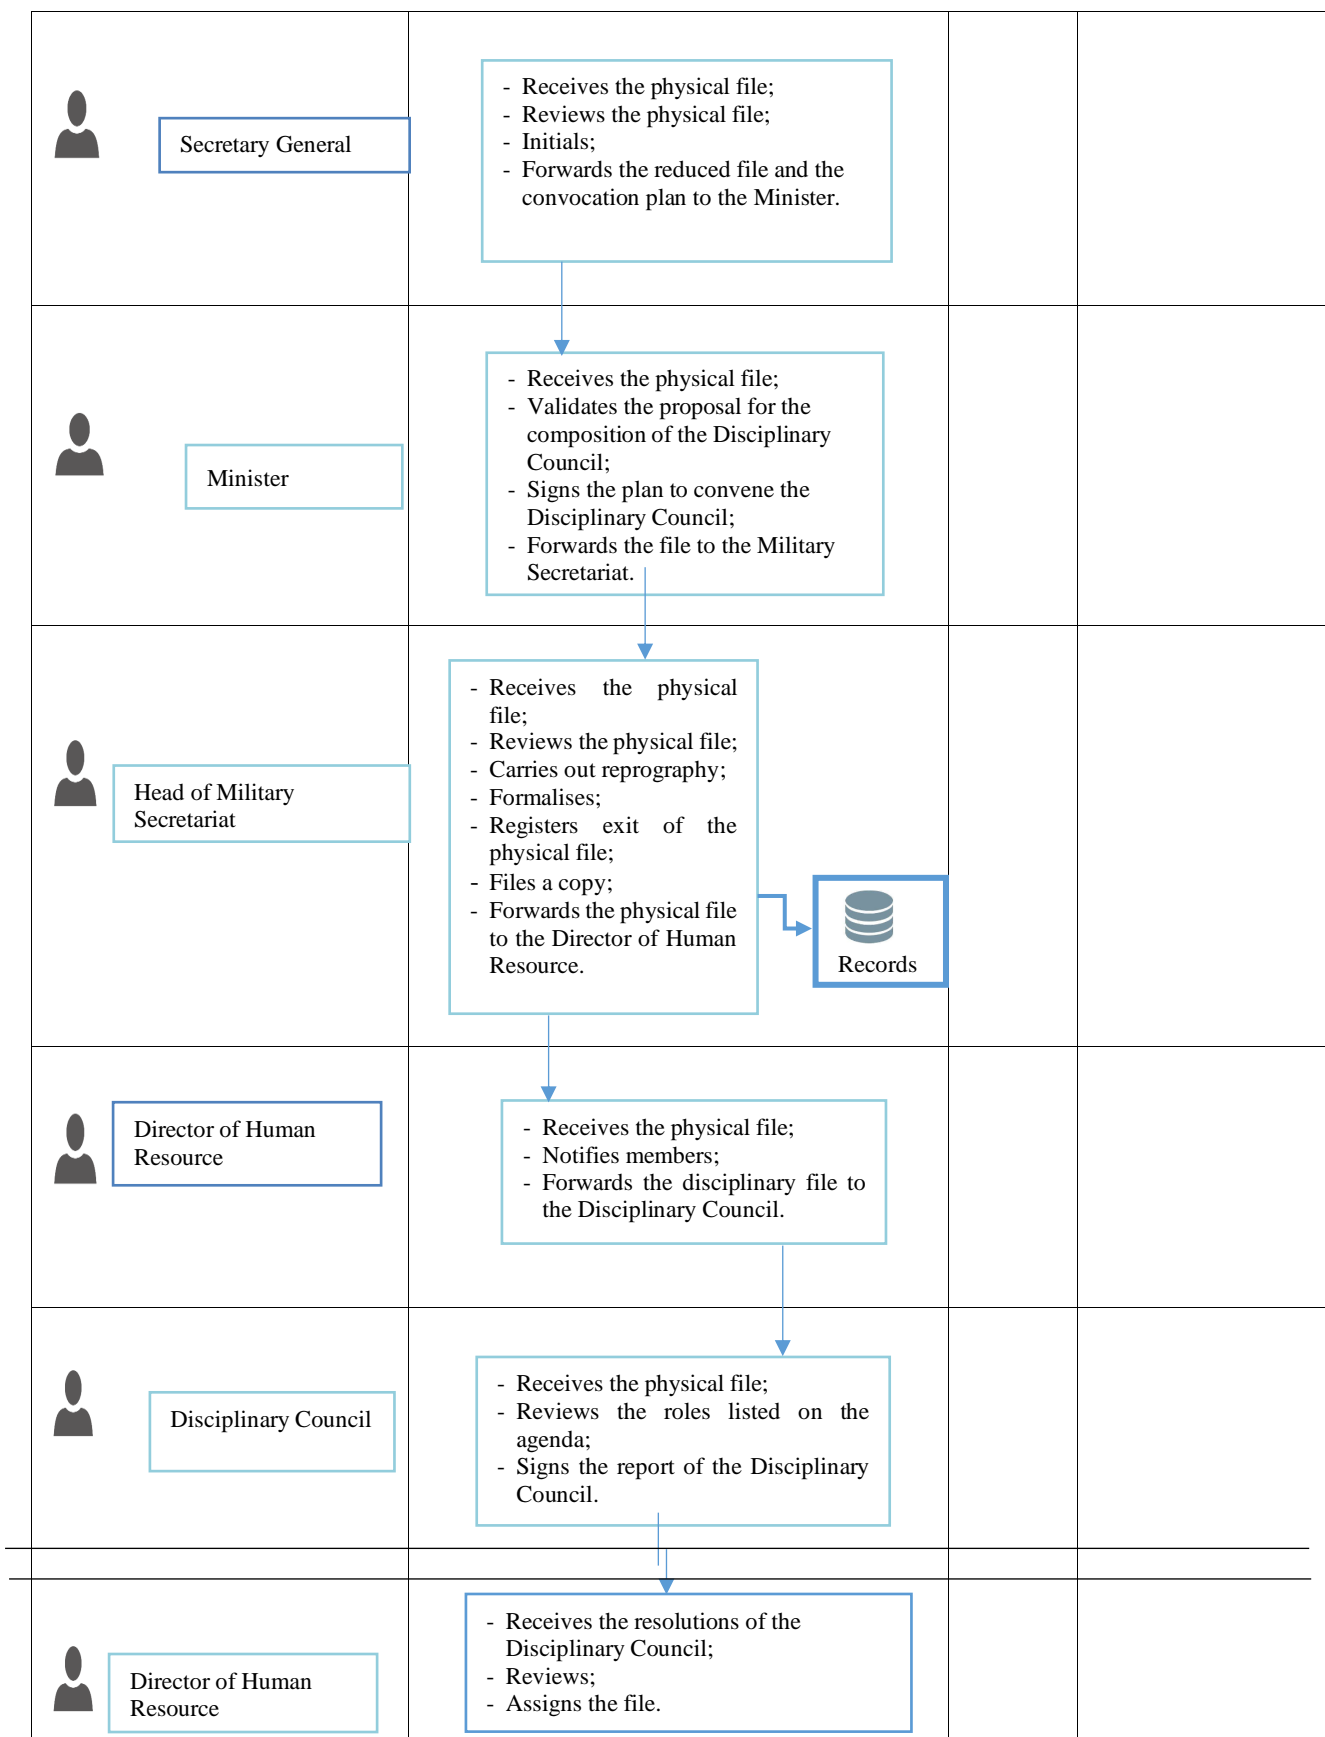 Secretary General
- Receives the physical file;
- Reviews the physical file;
- Initials;
- Forwards the reduced file and the
convocation plan to the Minister.
Minister
- Receives the physical file;
- Validates the proposal for the
composition of the Disciplinary
Council;
- Signs the plan to convene the
Disciplinary Council;
- Forwards the file to the Military
Secretariat.
Head of Military
Secretariat
- Receives the physical
file;
- Reviews the physical file;
- Carries out reprography;
- Formalises;
- Registers exit of the
physical file;
- Files a copy;
- Forwards the physical file
to the Director of Human
Resource.
Records
Director of Human
Resource
- Receives the physical file;
- Notifies members;
- Forwards the disciplinary file to
the Disciplinary Council.
Disciplinary Council
- Receives the physical file;
- Reviews the roles listed on the
agenda;
- Signs the report of the Disciplinary
Council.
Director of Human
Resource
- Receives the resolutions of the
Disciplinary Council;
- Reviews;
- Assigns the file.